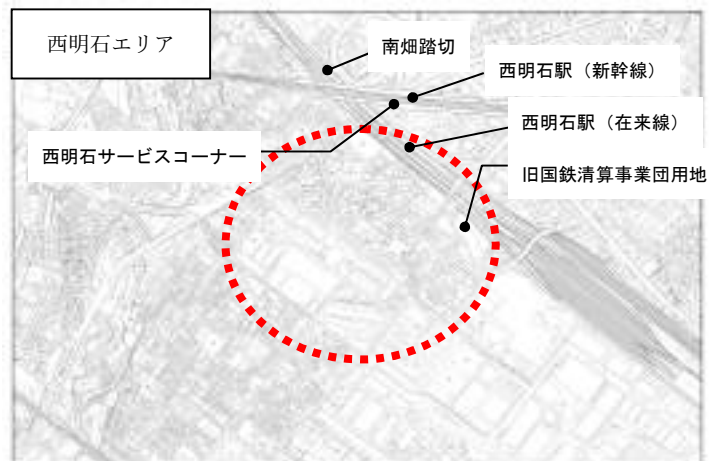 西明石エリア
南畑踏切
西明石駅（新幹線）
西明石駅（在来線）
西明石サービスコーナー
旧国鉄清算事業団用地